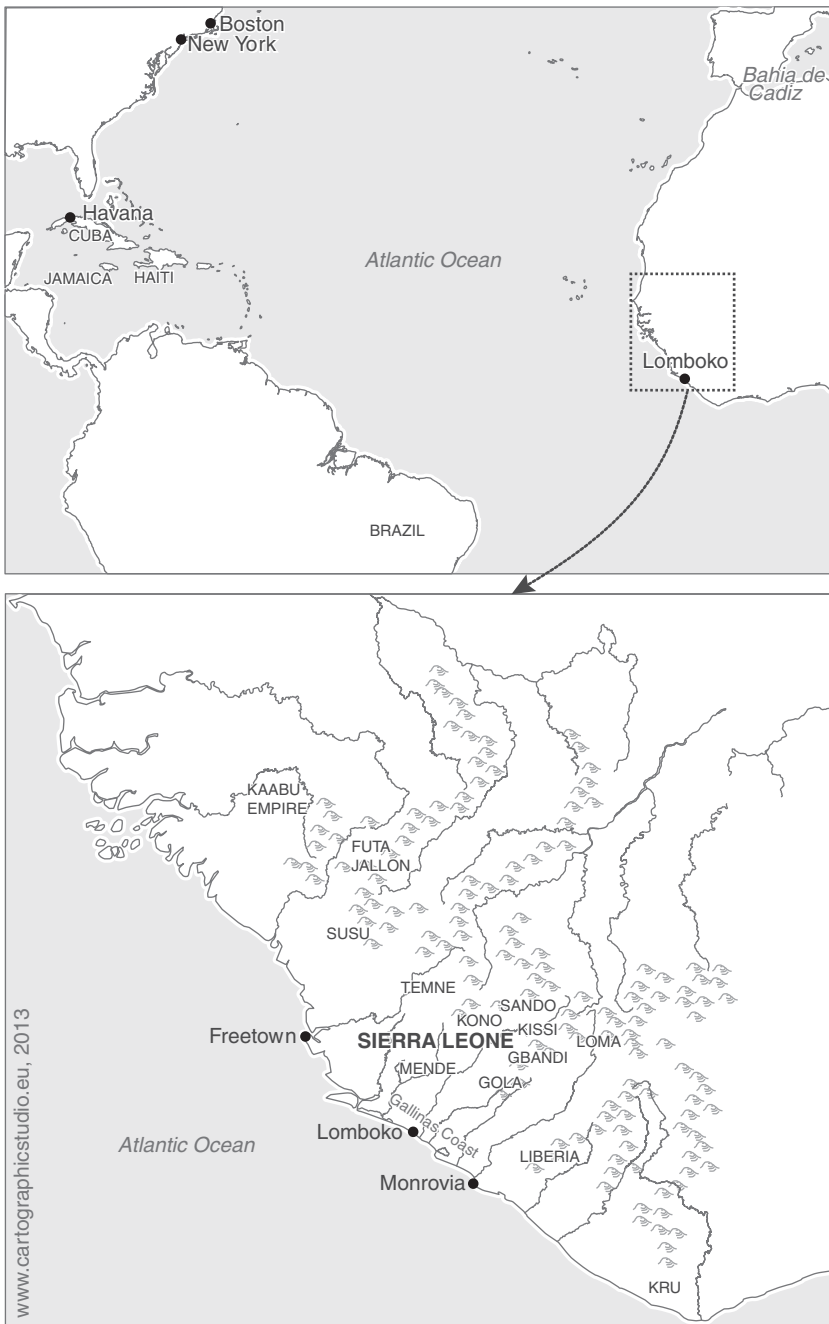 Boston
New York
Bahia de
Cadiz
Havana
CUBA
Atlantic Ocean
JAMAICA
HAITI
Lomboko
BRAZIL
KAABU
EMPIRE
FUTA
JALLON
SUSU
TEMNE
SANDO
KONO
KISSI
Freetown
SIERRA LEONE
LOMA
GBANDI
MENDE
GOLA
Gallinas Coast
Lomboko
Atlantic Ocean
LIBERIA
Monrovia
KRU
www.cartographicstudio.eu, 2013